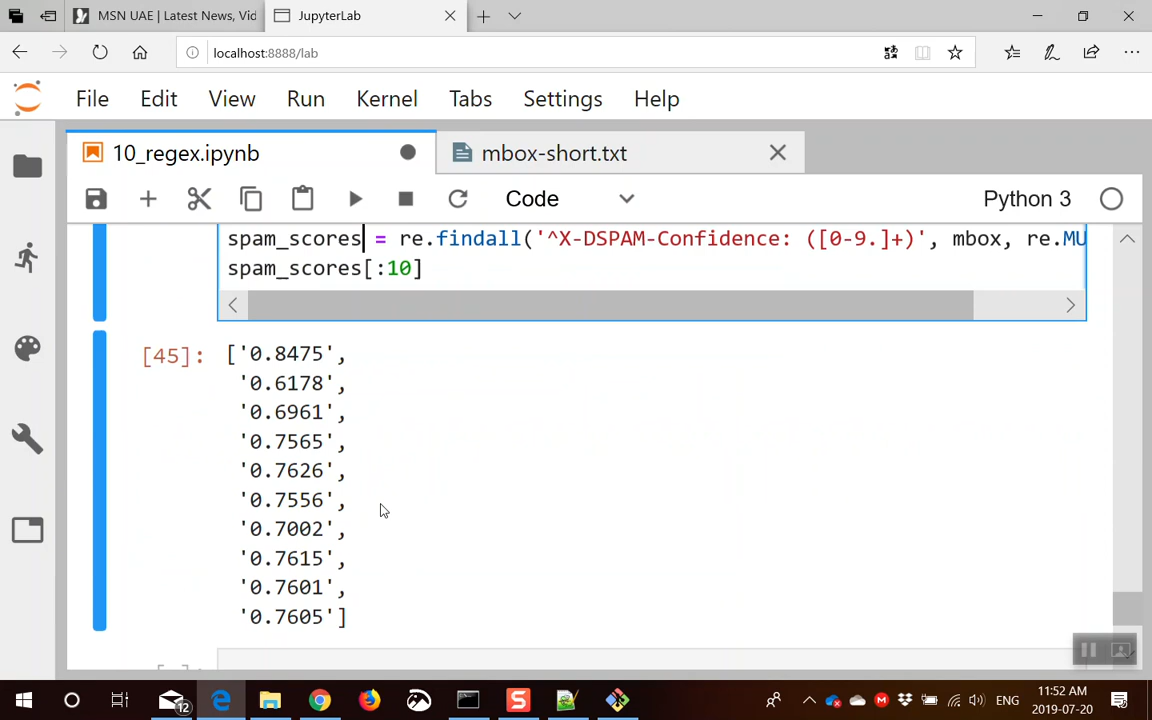 MSN UAE | Latest News, Vid
JupyterLab
localhost:8888/lab
File Edit View Run Kernel Tabs Settings Help
10_regex.ipynb
mbox-short.txt
Code
Python 3
spam_scores = re.findall('^X-DSPAM-Confidence: ([0-9.]+)', mbox, re.MU
spam_scores[:10]
[45]: ['0.8475',
'0.6178',
'0.6961',
'0.7565',
'0.7626',
'0.7556',
'0.7002',
'0.7615',
'0.7601',
'0.7605']
12
ENG
11:52 AM
2019-07-20